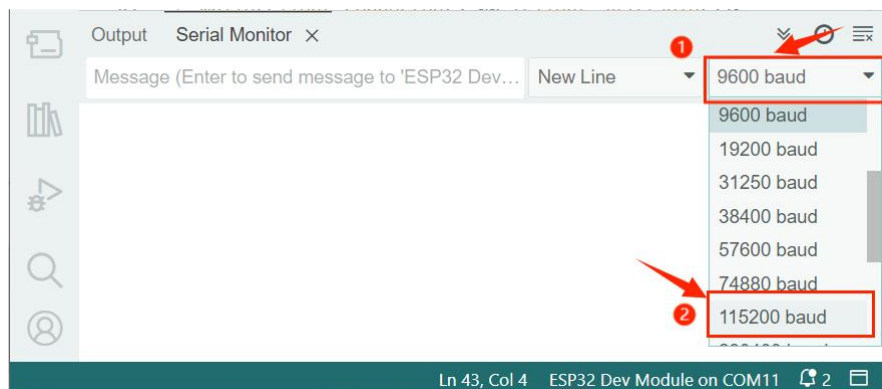 Output Serial Monitor
1
Message (Enter to send message to 'ESP32 Dev... New Line 9600 baud
9600 baud
19200 baud
31250 baud
38400 baud
57600 baud
74880 baud
2 115200 baud
Ln 43, Col 4 ESP32 Dev Module on COM11 2